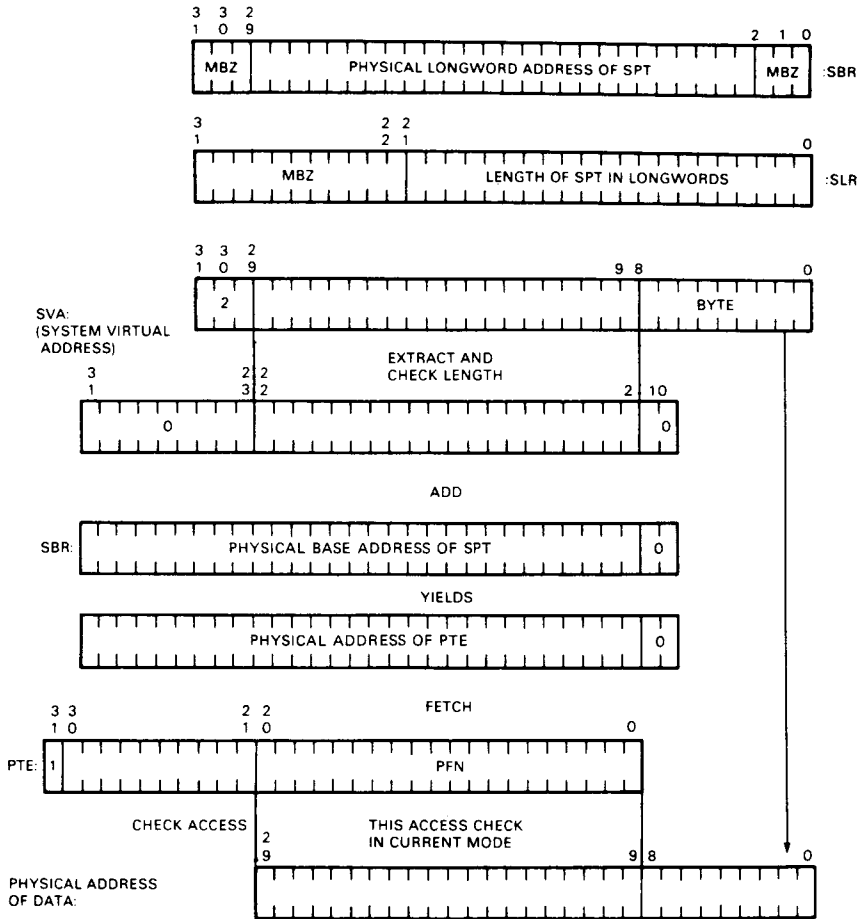 3 3 2
1 0 9 2 1 0
MBZ PHYSICAL LONGWORD ADDRESS OF SPT MBZ :SBR
3 2 2
1 2 1 0
MBZ LENGTH OF SPT IN LONGWORDS :SLR
3 3 2
1 0 9 9 8 0
2 BYTE
SVA:
(SYSTEM VIRTUAL
ADDRESS)
EXTRACT AND
CHECK LENGTH
3 2 2
1 3 2 2 1 0
0 0
ADD
SBR: PHYSICAL BASE ADDRESS OF SPT 0
YIELDS
PHYSICAL ADDRESS OF PTE 0
FETCH
3 3 2 2
1 0 1 0 0
PTE: 1 PFN
CHECK ACCESS THIS ACCESS CHECK
IN CURRENT MODE
2
9 9 8 0
PHYSICAL ADDRESS
OF DATA: